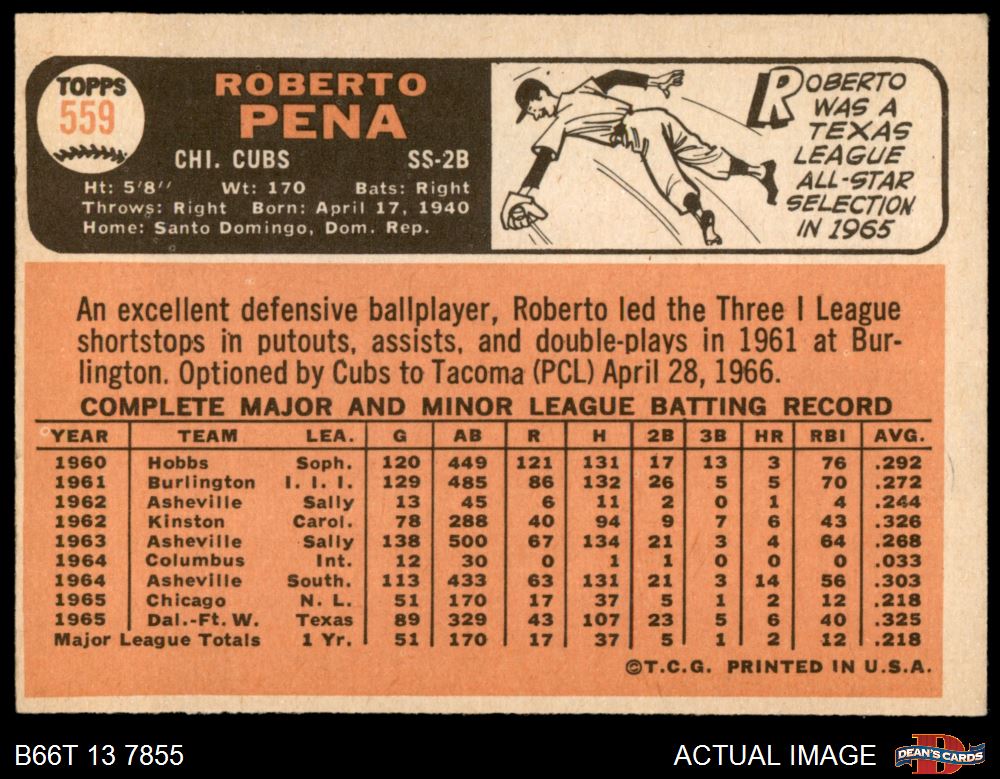 TOPPS
559
ROBERTO
PENA
CHI. CUBS SS-2B
Ht: 5'8" Wt: 170 Bats: Right
Throws: Right Born: April 17, 1940
Home: Santo Domingo, Dom. Rep.
ROBERTO
WAS A
TEXAS
LEAGUE
ALL-STAR
SELECTION
IN 1965
An excellent defensive ballplayer, Roberto led the Three I League
shortstops in putouts, assists, and double-plays in 1961 at Bur-
lington. Optioned by Cubs to Tacoma (PCL) April 28, 1966.
COMPLETE MAJOR AND MINOR LEAGUE BATTING RECORD
YEAR TEAM LEA. G AB R H 2B 3B HR RBI AVG.
1960 Hobbs Soph. 120 449 121 131 17 13 3 76 .292
1961 Burlington I. I. I. 129 485 86 132 26 5 5 70 .272
1962 Asheville Sally 13 45 6 11 2 0 1 4 .244
1962 Kinston Carol. 78 288 40 94 9 7 6 43 .326
1963 Asheville Sally 138 500 67 134 21 3 4 64 .268
1964 Columbus Int. 12 30 0 1 1 0 0 0 .033
1964 Asheville South. 113 433 63 131 21 3 14 56 .303
1965 Chicago N. L. 51 170 17 37 5 1 2 12 .218
1965 Dal.-Ft. W. Texas 89 329 43 107 23 5 6 40 .325
Major League Totals 1 Yr. 51 170 17 37 5 1 2 12 .218
©T.C.G. PRINTED IN U.S.A.
B66T 13 7855 ACTUAL IMAGE DEAN'S CARDS